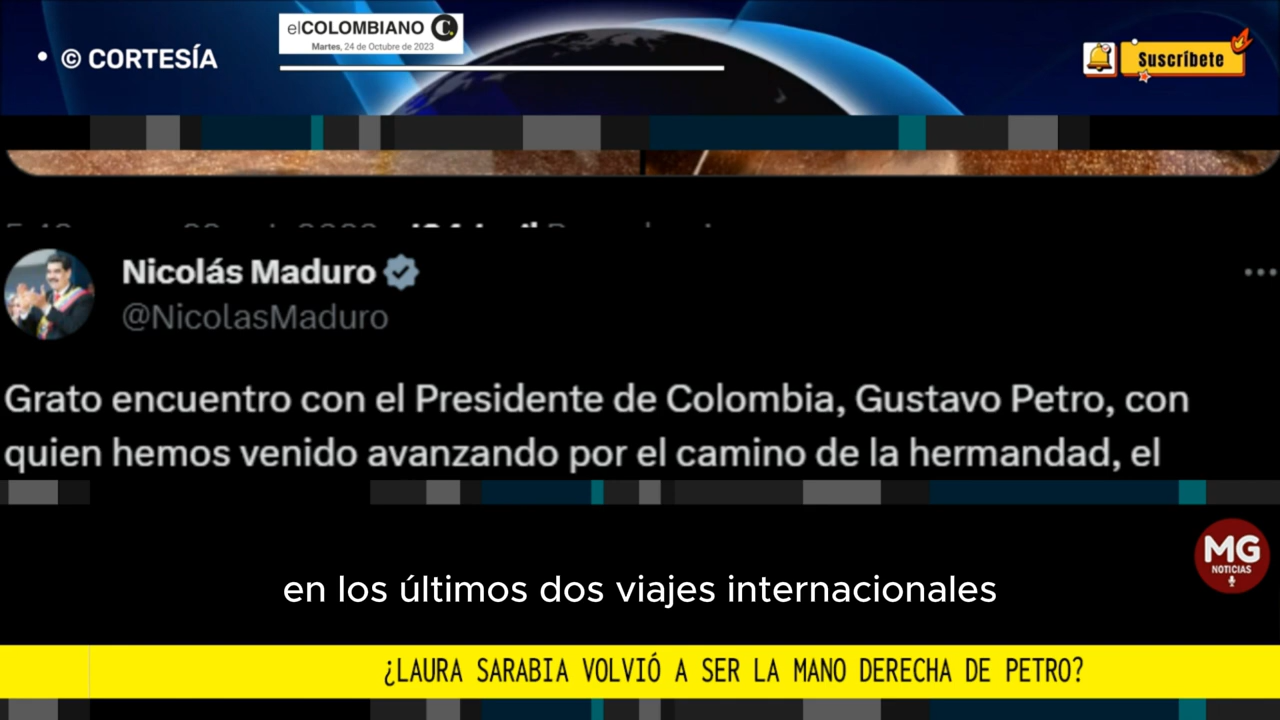 © CORTESÍA
elCOLOMBIANO C.
Martes, 24 de Octubre de 2023
Suscríbete
Nicolás Maduro
@NicolasMaduro
Grato encuentro con el Presidente de Colombia, Gustavo Petro, con
quien hemos venido avanzando por el camino de la hermandad, el
MG
NOTICIAS
en los últimos dos viajes internacionales
¿LAURA SARABIA VOLVIÓ A SER LA MANO DERECHA DE PETRO?